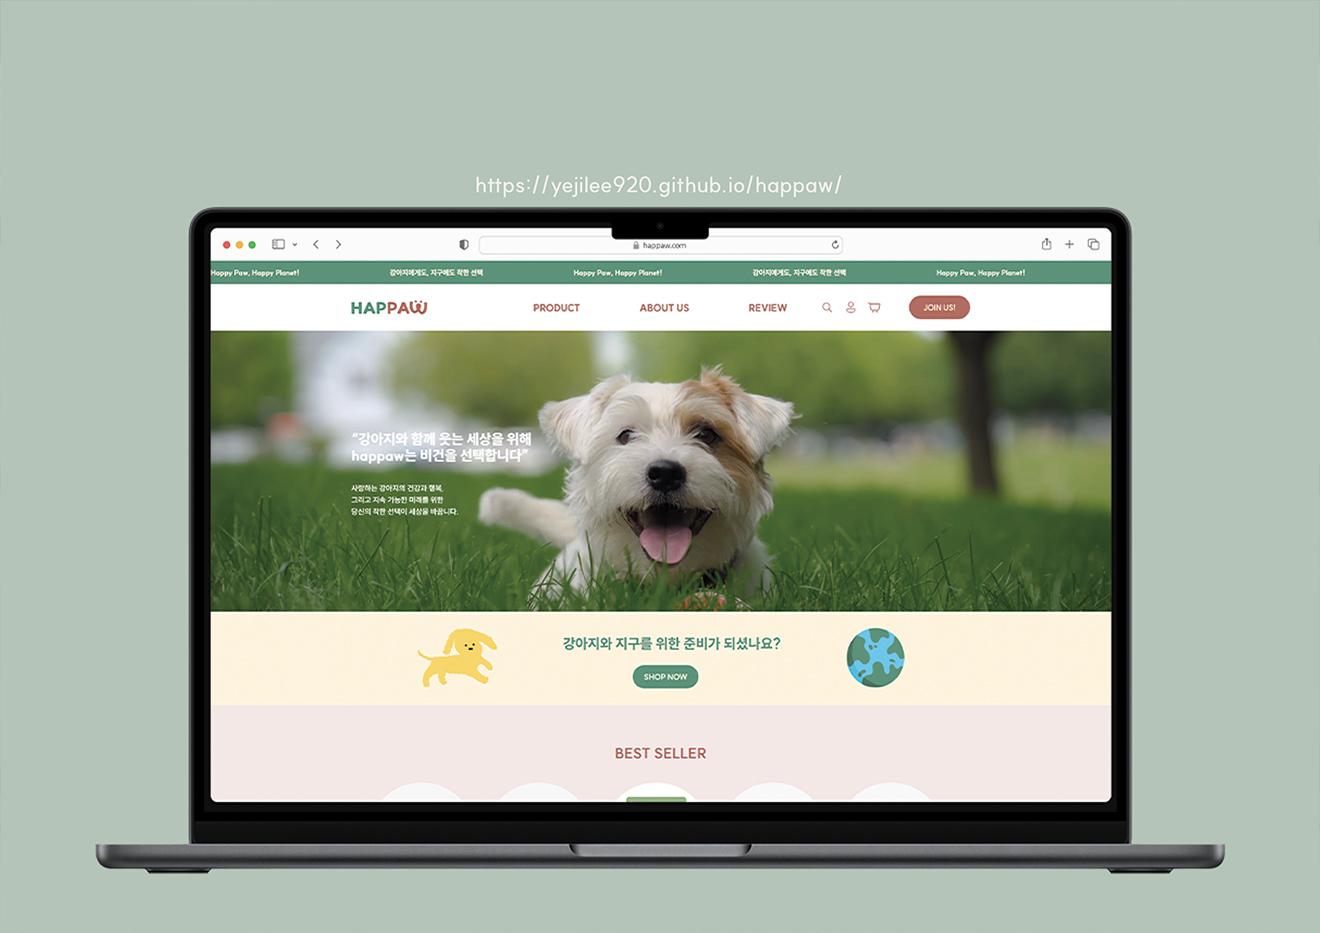 https://yejilee920.github.io/happaw/
happaw.com
Happy Paw, Happy Planet! 강아지에게도, 지구에도 착한 선택 Happy Paw, Happy Planet! 강아지에게도, 지구에도 착한 선택 Happy Paw, Happy Planet!
HAPPAW PRODUCT ABOUT US REVIEW JOIN US!
“강아지와 함께 웃는 세상을 위해
happaw는 비건을 선택합니다”
사랑하는 강아지의 건강과 행복,
그리고 지속 가능한 미래를 위한
당신의 착한 선택이 세상을 바꿉니다.
강아지와 지구를 위한 준비가 되셨나요?
SHOP NOW
BEST SELLER